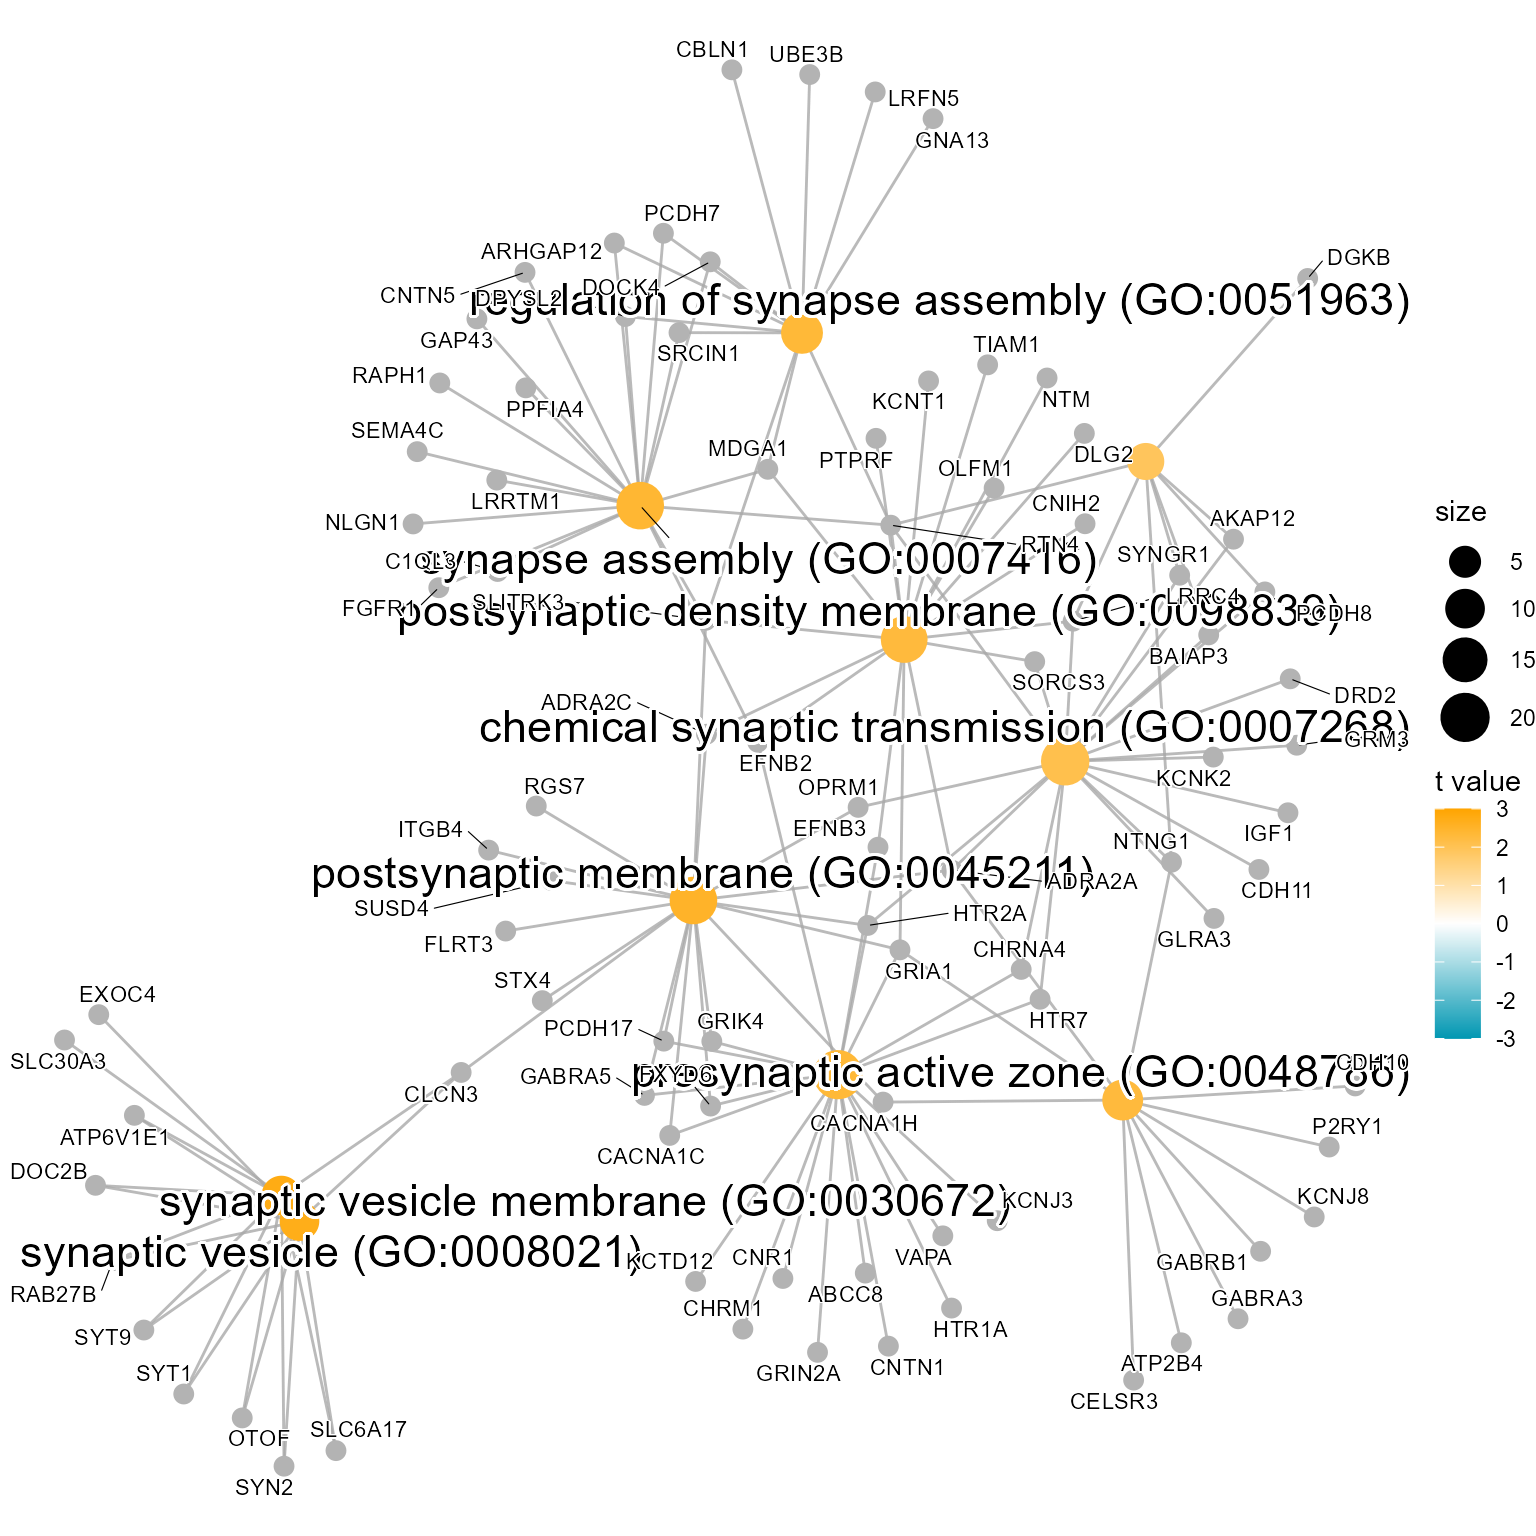 CBLN1
UBE3B
LRFN5
GNA13
PCDH7
ARHGAP12
DGKB
CNTN5
DPYSL2
DOCK4
regulation of synapse assembly (GO:0051963)
GAP43
SRCIN1
TIAM1
RAPH1
PPFIA4
KCNT1
NTM
SEMA4C
MDGA1
PTPRF
DLG2
OLFM1
LRRTM1
CNIH2
NLGN1
AKAP12
RTN4
SYNGR1
C1QL3
synapse assembly (GO:0007416)
FGFR1
SLITRK3
LRRC4
postsynaptic density membrane (GO:0098839)
PCDH8
BAIAP3
SORCS3
DRD2
ADRA2C
chemical synaptic transmission (GO:0007268)
GRM3
EFNB2
KCNK2
RGS7
OPRM1
ITGB4
EFNB3
IGF1
NTNG1
postsynaptic membrane (GO:0045211)
ADRA2A
CDH11
SUSD4
HTR2A
FLRT3
CHRNA4
GLRA3
STX4
GRIA1
EXOC4
PCDH17
GRIK4
HTR7
SLC30A3
GABRA5
FXYD6
presynaptic active zone (GO:0048786)
CDH10
CLCN3
CACNA1H
P2RY1
ATP6V1E1
CACNA1C
DOC2B
synaptic vesicle membrane (GO:0030672)
KCNJ3
KCNJ8
synaptic vesicle (GO:0008021)
KCTD12
CNR1
VAPA
GABRB1
RAB27B
ABCC8
CHRM1
GABRA3
SYT9
HTR1A
SYT1
GRIN2A
CNTN1
ATP2B4
CELSR3
OTOF
SLC6A17
SYN2
size
5
10
15
20
t value
3
2
1
0
-1
-2
-3